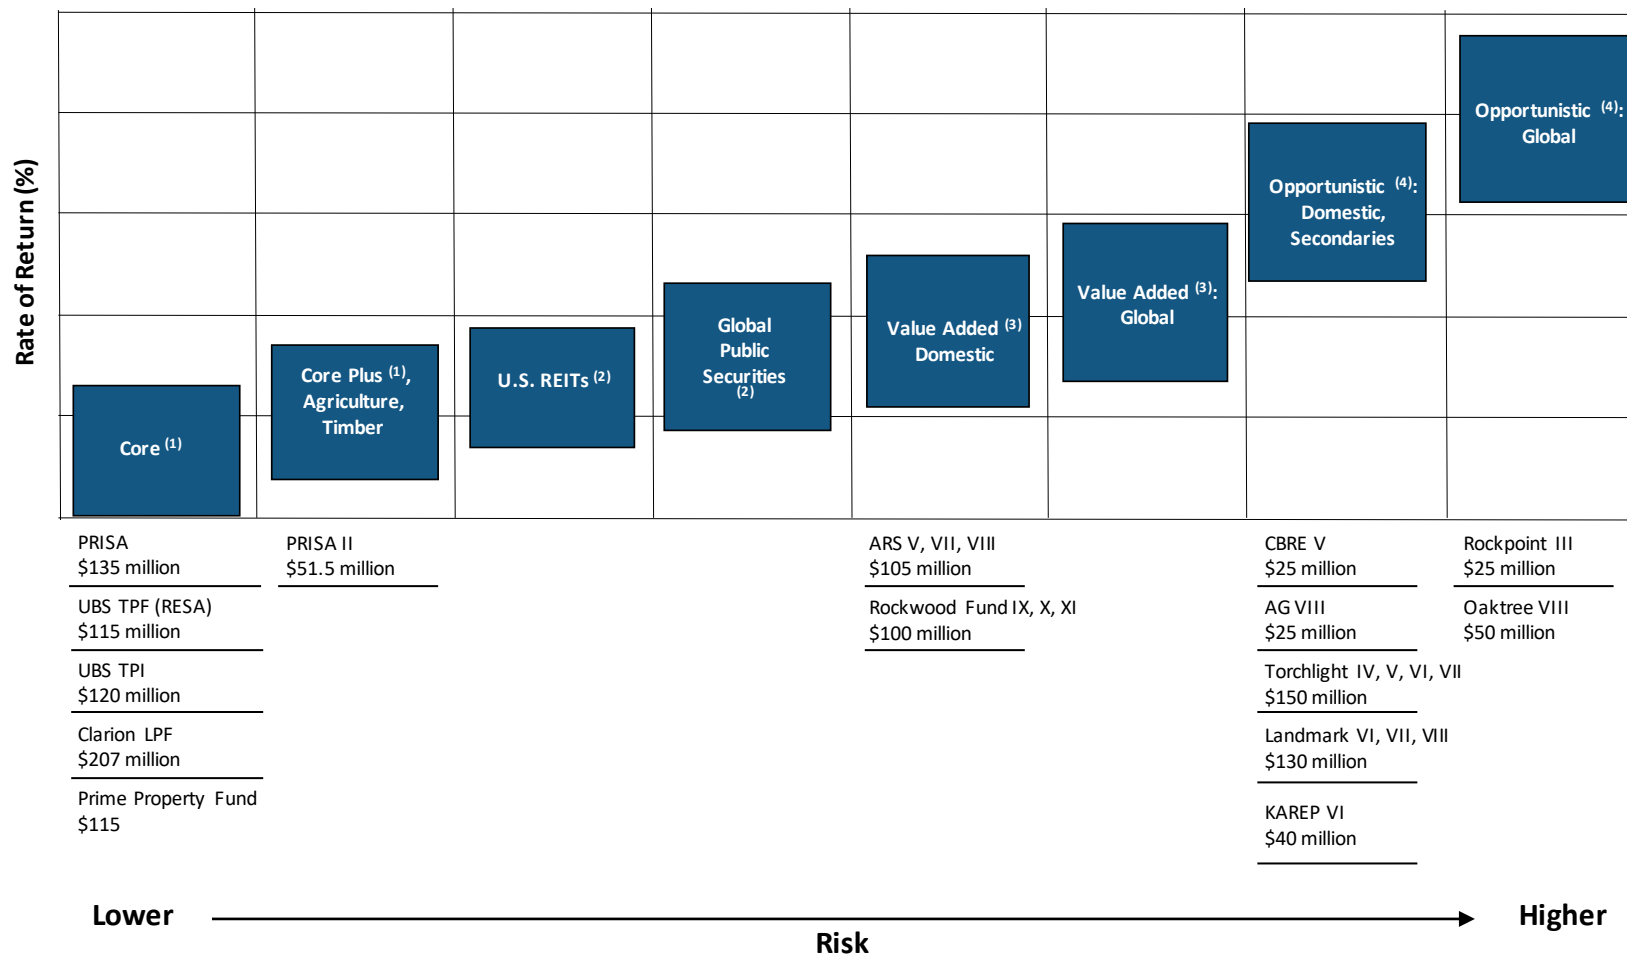 Rate of Return (%)
Core (1)
Core Plus (1),
Agriculture,
Timber
U.S. REITs (2)
Global
Public
Securities
(2)
Value Added (3)
Domestic
Value Added (3):
Global
Opportunistic (4):
Domestic,
Secondaries
Opportunistic (4):
Global
PRISA
$135 million
UBS TPF (RESA)
$115 million
UBS TPI
$120 million
Clarion LPF
$207 million
Prime Property Fund
$115
PRISA II
$51.5 million
ARS V, VII, VIII
$105 million
Rockwood Fund IX, X, XI
$100 million
CBRE V
$25 million
AG VIII
$25 million
Torchlight IV, V, VI, VII
$150 million
Landmark VI, VII, VIII
$130 million
KAREP VI
$40 million
Rockpoint III
$25 million
Oaktree VIII
$50 million
Lower
Higher
Risk